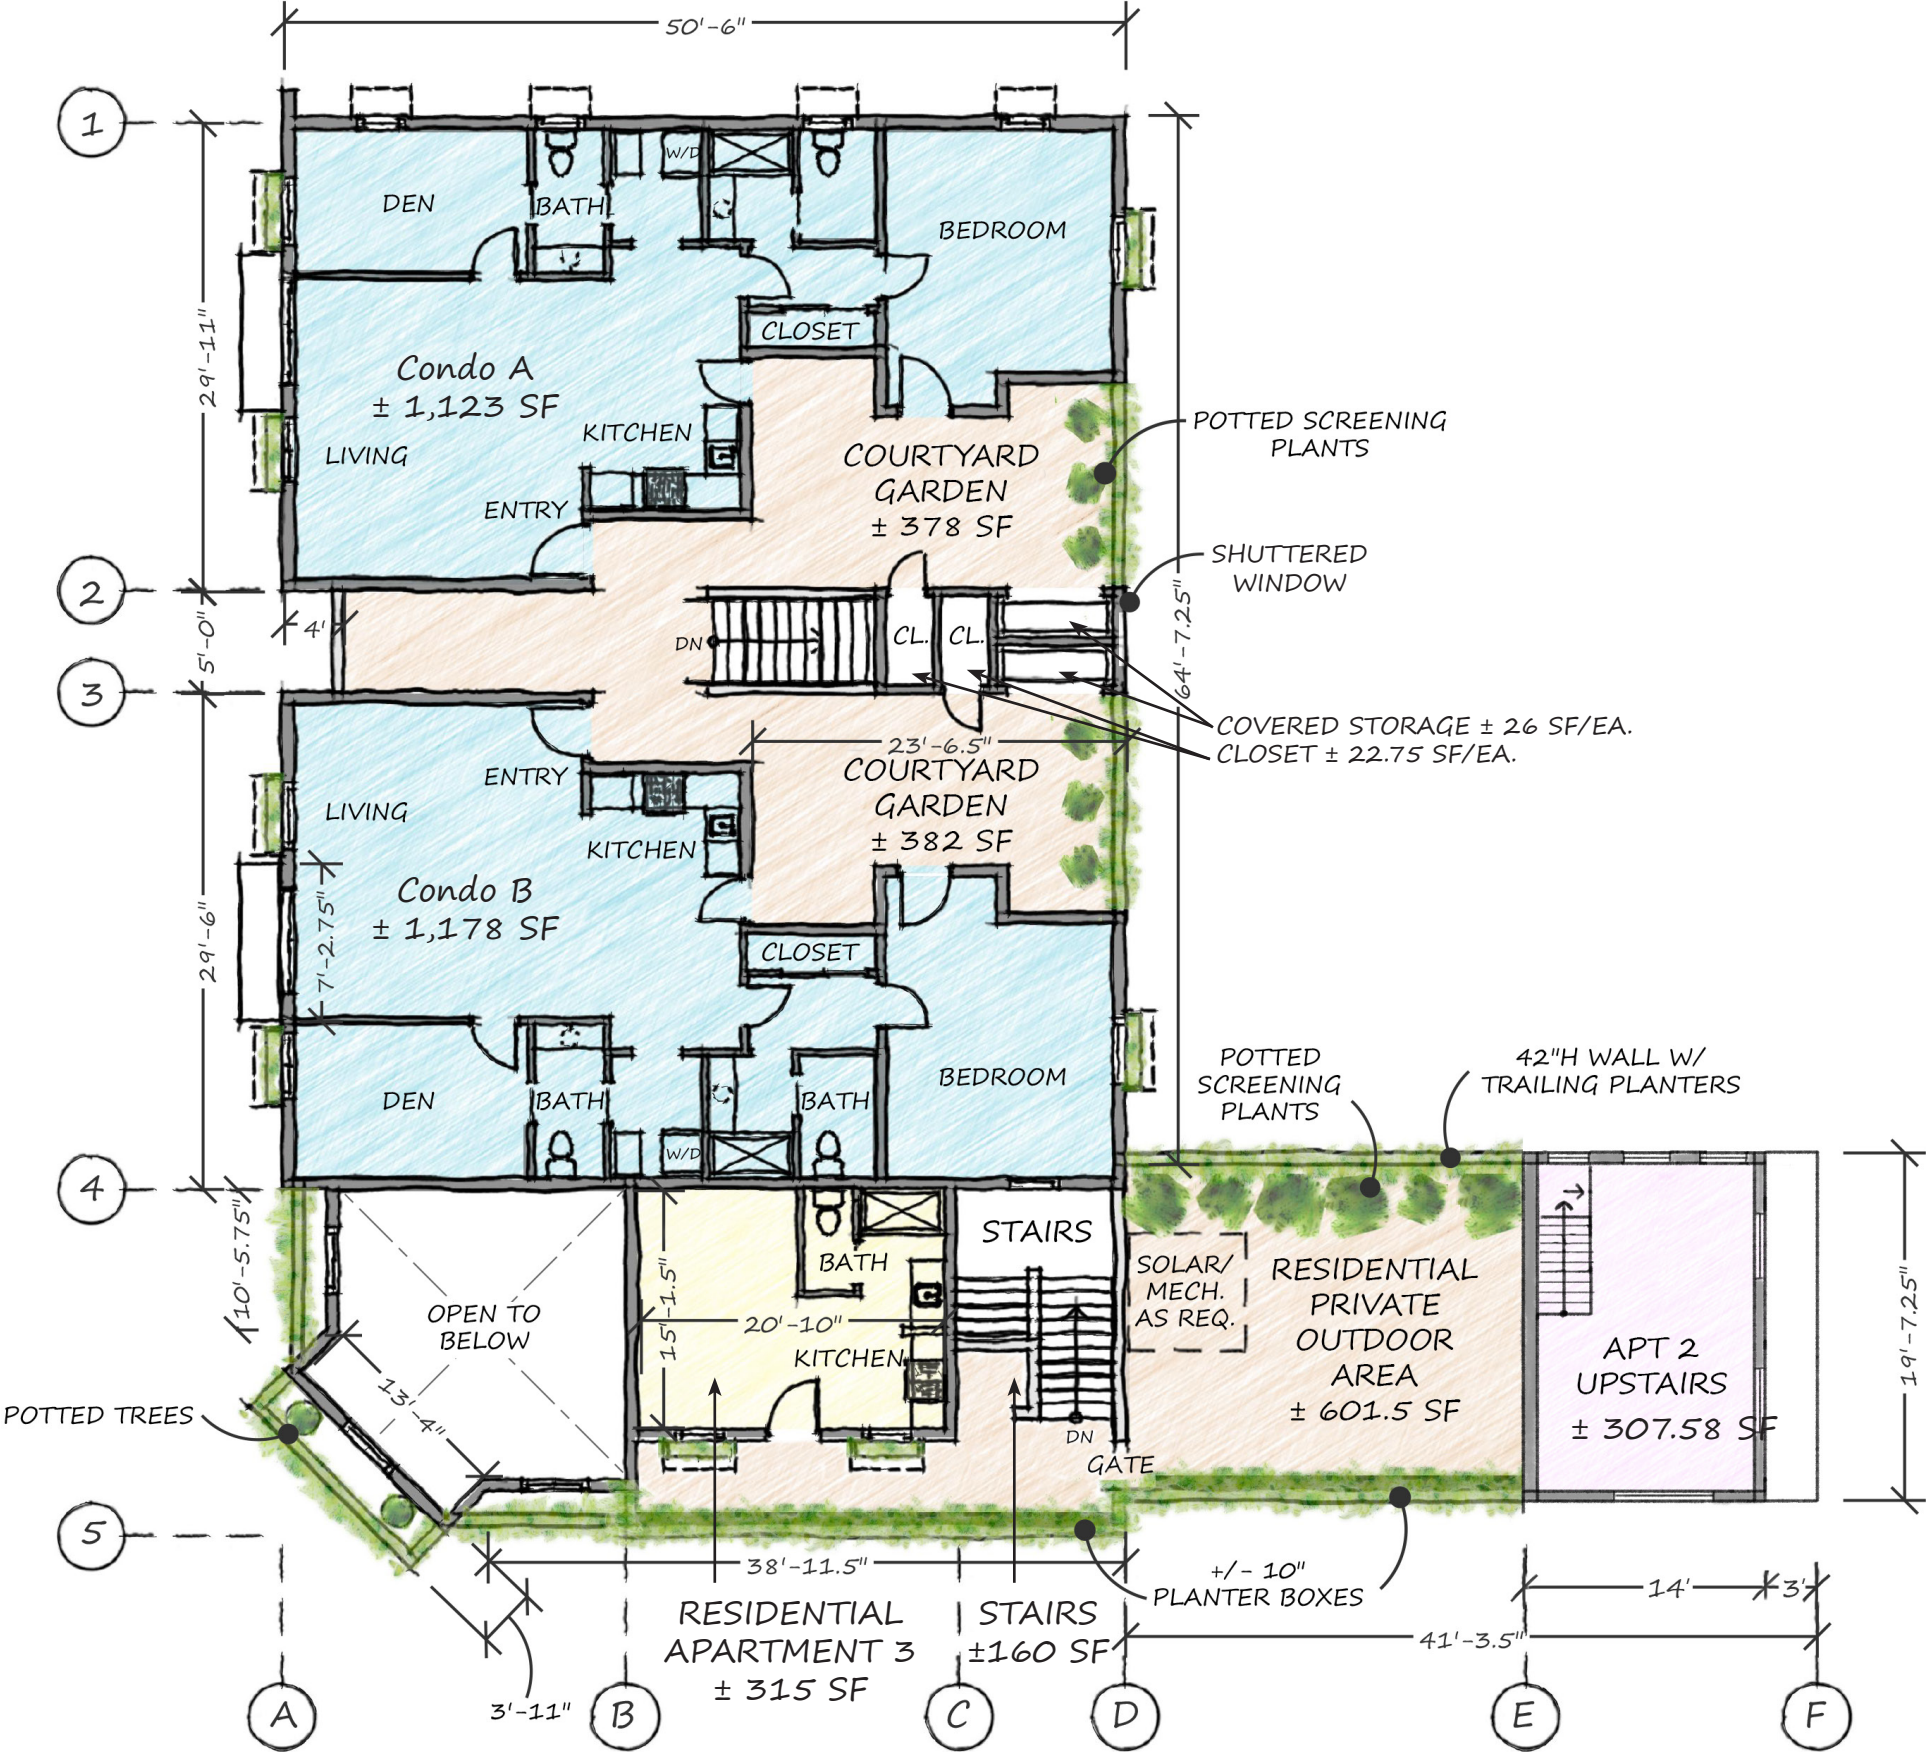 50'-6"
1
W/D
DEN
BATH
BEDROOM
CLOSET
29'-11"
Condo A
± 1,123 SF
KITCHEN
LIVING
COURTYARD
GARDEN
± 378 SF
POTTED SCREENING
PLANTS
ENTRY
SHUTTERED
WINDOW
2
5'-0"
4'
DN
CL.
CL.
64'-7.25"
3
COVERED STORAGE ± 26 SF/EA.
CLOSET ± 22.75 SF/EA.
23'-6.5"
COURTYARD
GARDEN
± 382 SF
ENTRY
LIVING
KITCHEN
Condo B
± 1,178 SF
7'-2.75"
29'-6"
CLOSET
DEN
BATH
BATH
BEDROOM
W/D
POTTED
SCREENING
PLANTS
42"H WALL W/
TRAILING PLANTERS
4
10'-5.75"
OPEN TO
BELOW
13'-4"
15'-1.5"
20'-10"
BATH
KITCHEN
STAIRS
DN
GATE
SOLAR/
MECH.
AS REQ.
RESIDENTIAL
PRIVATE
OUTDOOR
AREA
± 601.5 SF
APT 2
UPSTAIRS
± 307.58 SF
19'-7.25"
POTTED TREES
5
38'-11.5"
+/- 10"
PLANTER BOXES
14'
3'
41'-3.5"
RESIDENTIAL
APARTMENT 3
± 315 SF
STAIRS
±160 SF
3'-11"
A
B
C
D
E
F